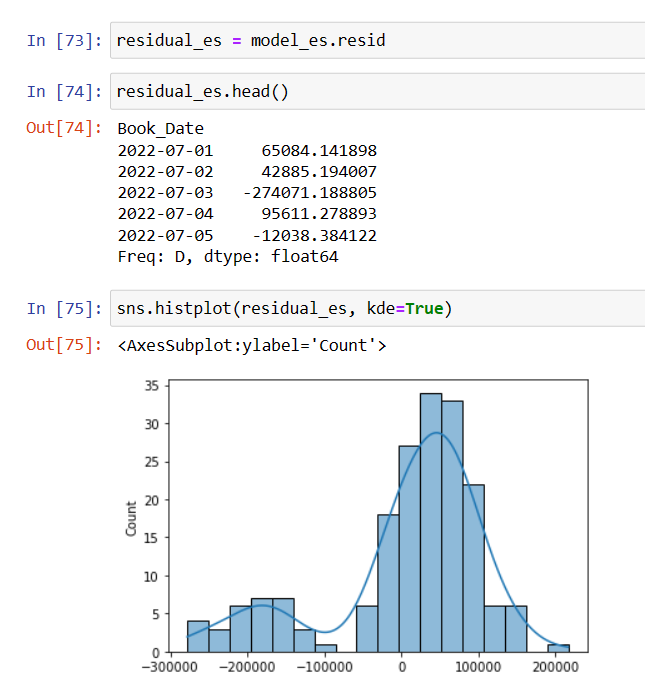 In [73]: residual_es = model_es.resid
In [74]: residual_es.head()
Out[74]: Book_Date
2022-07-01 65084.141898
2022-07-02 42885.194007
2022-07-03 -274071.188805
2022-07-04 95611.278893
2022-07-05 -12038.384122
Freq: D, dtype: float64
In [75]: sns.histplot(residual_es, kde=True)
Out[75]: <AxesSubplot:ylabel='Count'>
35
30
25
20
15
10
5
0
Count
−300000 −200000 −100000 0 100000 200000